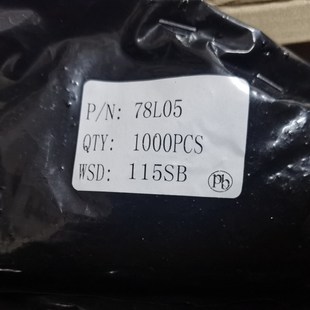 P/N: 78L05
QTY: 1000PCS
WSD: 115SB
Pb